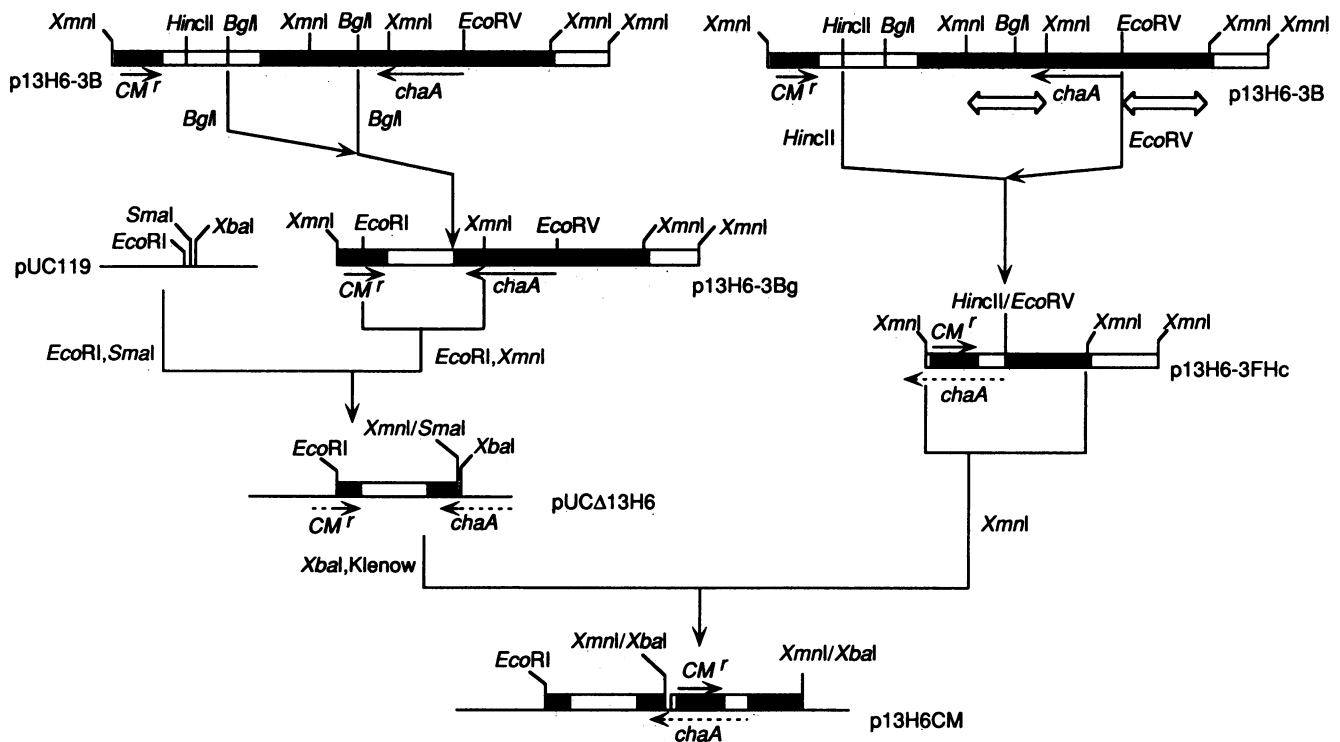 XmnI HincII BglI XmnI BglI XmnI EcoRV XmnI XmnI
p13H6-3B CM r chaA
BglI BglI
XmnI HincII BglI XmnI BglI XmnI EcoRV XmnI XmnI
CM r chaA p13H6-3B
HincII EcoRV
SmaI XbaI
EcoRI
pUC119
XmnI EcoRI XmnI EcoRV XmnI XmnI
CM r chaA p13H6-3Bg
EcoRI,SmaI EcoRI,XmnI
HincII/EcoRV
XmnI CM r XmnI XmnI
p13H6-3FHc
chaA
XmnI/SmaI
EcoRI XbaI
pUCΔ13H6
CM r chaA
XbaI,Klenow XmnI
XmnI/XbaI CM r XmnI/XbaI
EcoRI
p13H6CM
chaA